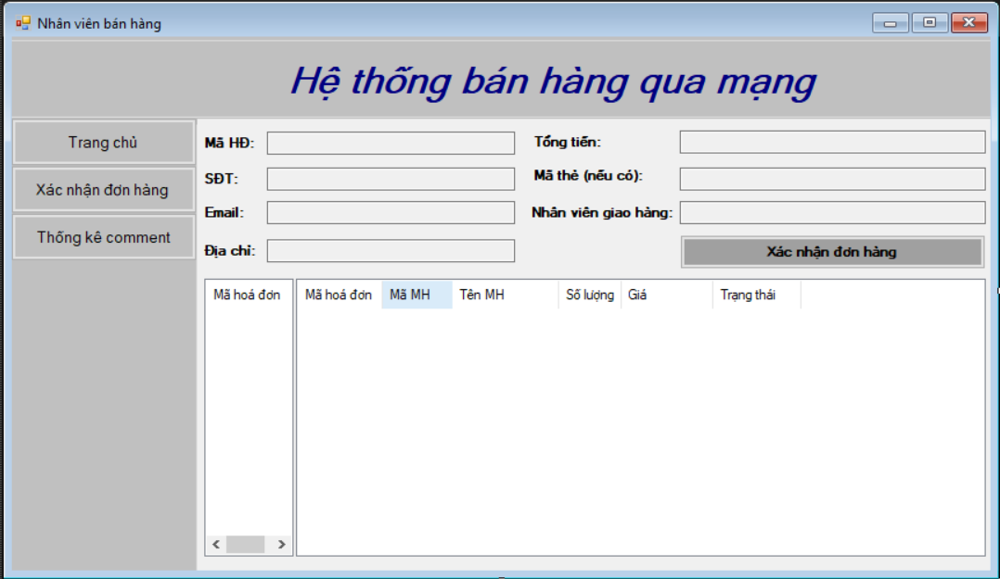 Nhân viên bán hàng
Hệ thống bán hàng qua mạng
Trang chủ
Xác nhận đơn hàng
Thống kê comment
Mã HĐ:
Tổng tiền:
SĐT:
Mã thẻ (nếu có):
Email:
Nhân viên giao hàng:
Địa chỉ:
Xác nhận đơn hàng
Mã hoá đơn
Mã hoá đơn Mã MH Tên MH Số lượng Giá Trạng thái